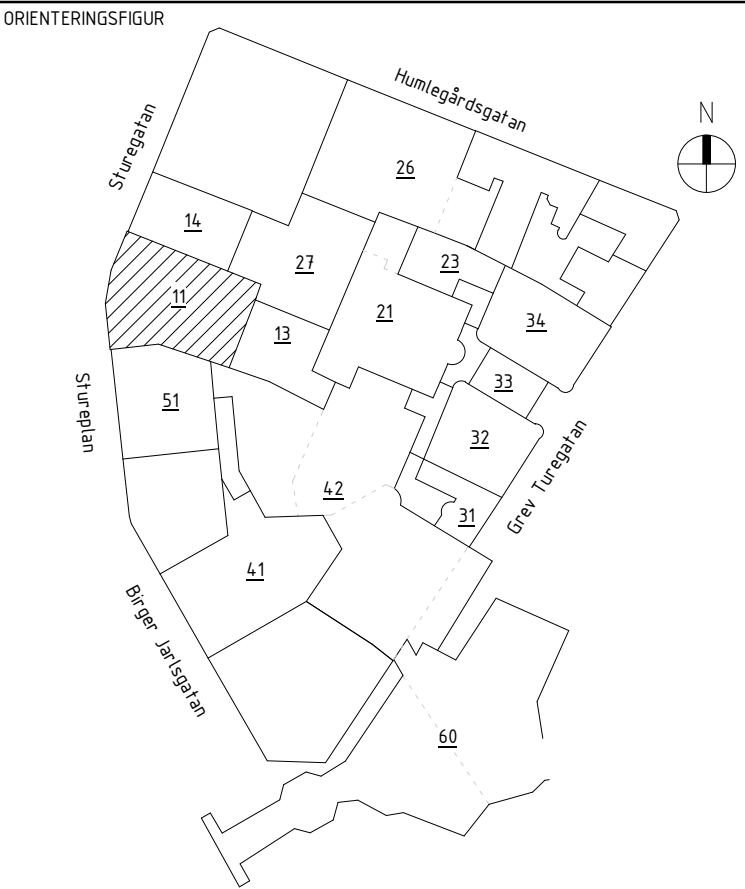 ORIENTERINGSFIGUR
Humlegårdsgatan
N
Sturegatan
26
14
27
23
11
21
34
13
33
51
Stureplan
32
42
Grev Turegatan
31
41
Birger Jarlsgatan
60